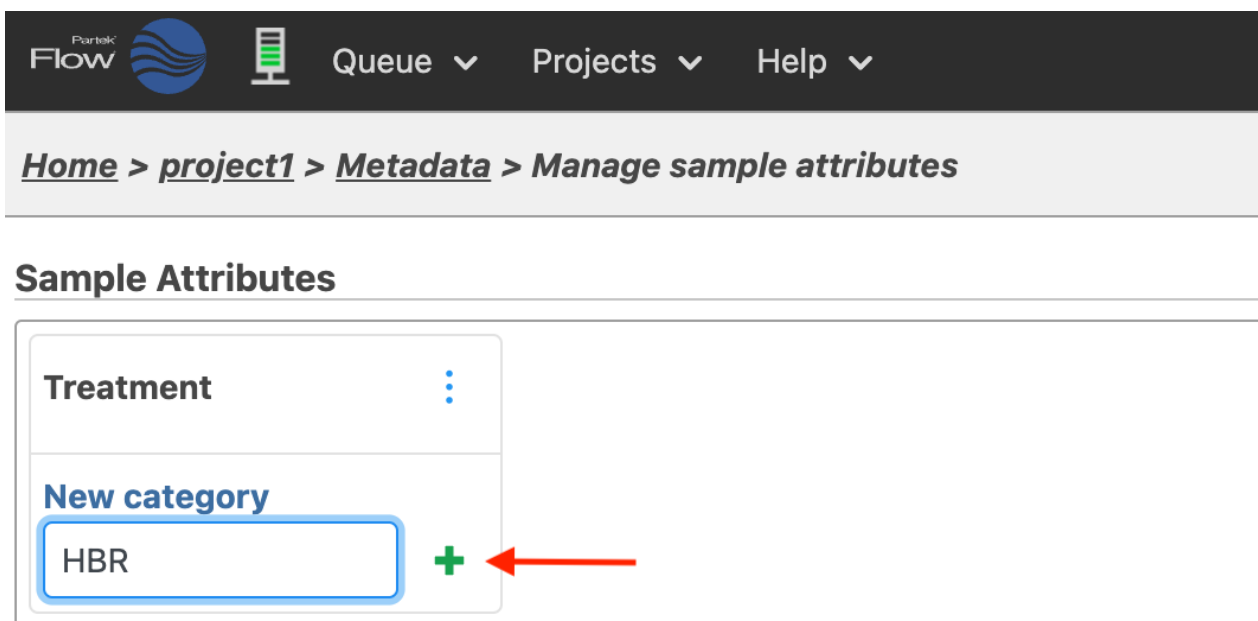 Partek
Flow
Queue Projects Help
Home > project1 > Metadata > Manage sample attributes
Sample Attributes
Treatment
New category
HBR